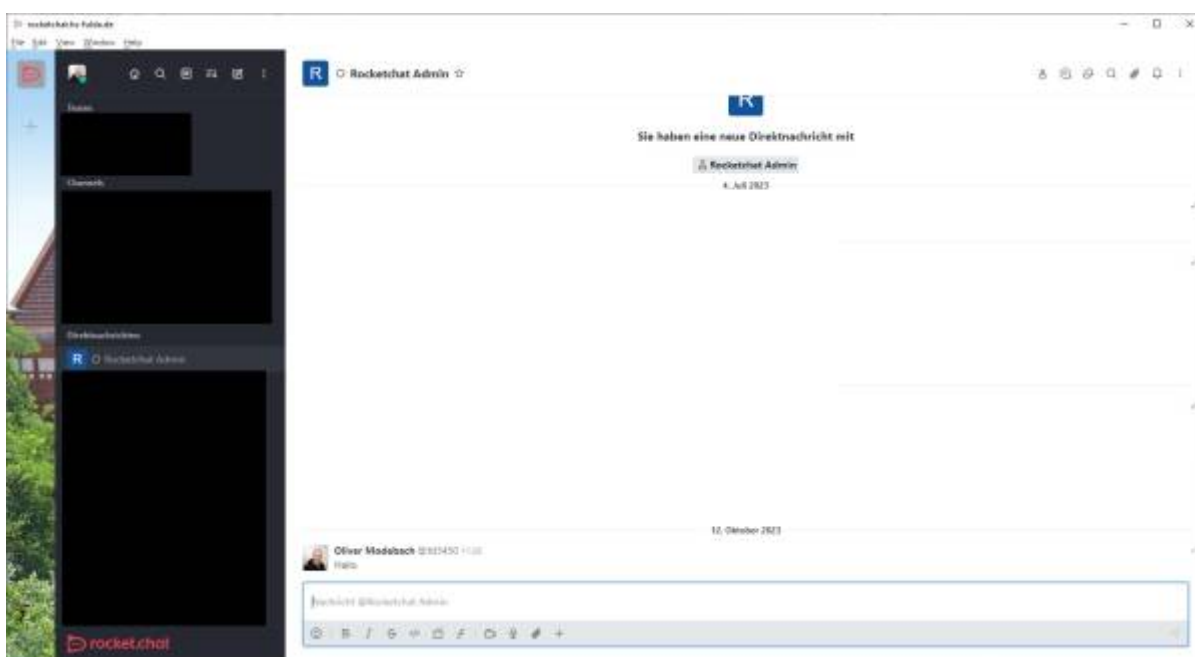 File Edit View Window Help
R Rocketchat Admin
Teams
Channels
Direktnachrichten
R Rocketchat Admin
rocket.chat
R
Sie haben eine neue Direktnachricht mit
Rocketchat Admin
4. Juli 2023
12. Oktober 2023
Oliver
Hallo
Nachricht @Rocketchat Admin